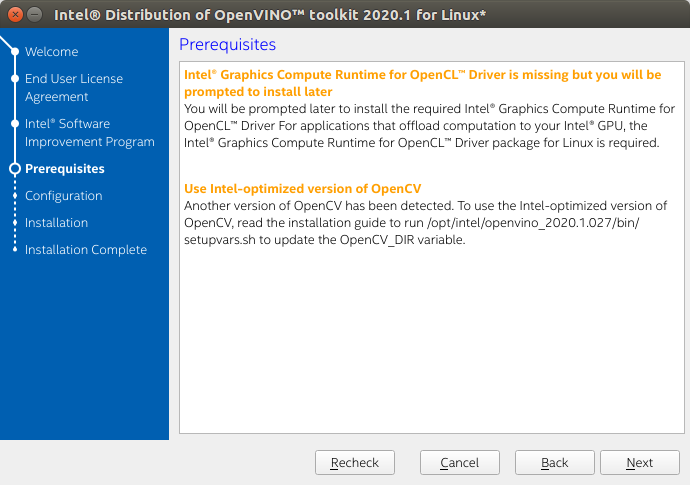 Intel® Distribution of OpenVINO™ toolkit 2020.1 for Linux*
Welcome
End User License
Agreement
Intel® Software
Improvement Program
Prerequisites
Configuration
Installation
Installation Complete
Prerequisites
Intel® Graphics Compute Runtime for OpenCL™ Driver is missing but you will be
prompted to install later
You will be prompted later to install the required Intel® Graphics Compute Runtime for
OpenCL™ Driver For applications that offload computation to your Intel® GPU, the
Intel® Graphics Compute Runtime for OpenCL™ Driver package for Linux is required.
Use Intel-optimized version of OpenCV
Another version of OpenCV has been detected. To use the Intel-optimized version of
OpenCV, read the installation guide to run /opt/intel/openvino_2020.1.027/bin/
setupvars.sh to update the OpenCV_DIR variable.
Recheck
Cancel
Back
Next